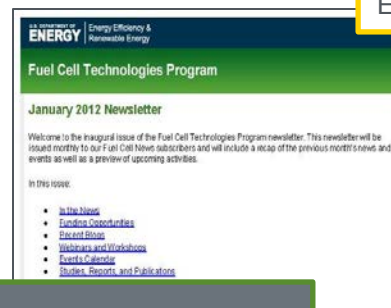 E
U.S. DEPARTMENT OF
ENERGY
Energy Efficiency &
Renewable Energy
Fuel Cell Technologies Program
January 2012 Newsletter
Welcome to the inaugural issue of the Fuel Cell Technologies Program newsletter. This newsletter will be
issued monthly to our Fuel Cell News subscribers and will include a recap of the previous month's news and
events as well as a preview of upcoming activities.
In this issue:
• In the News
• Funding Opportunities
• Recent Blogs
• Webinars and Workshops
• Events Calendar
• Studies, Reports, and Publications